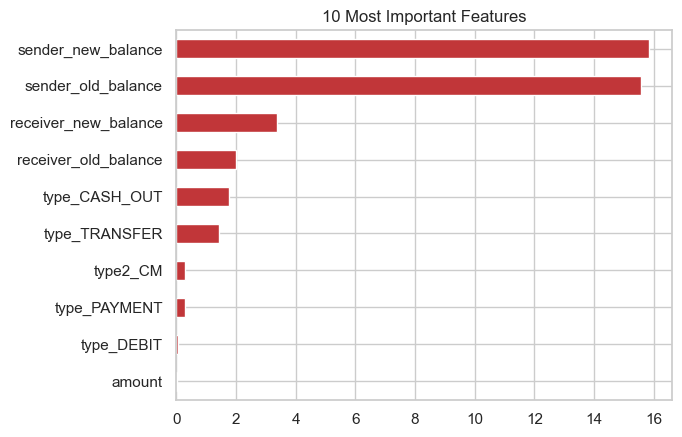 10 Most Important Features
sender_new_balance
sender_old_balance
receiver_new_balance
receiver_old_balance
type_CASH_OUT
type_TRANSFER
type2_CM
type_PAYMENT
type_DEBIT
amount
0 2 4 6 8 10 12 14 16